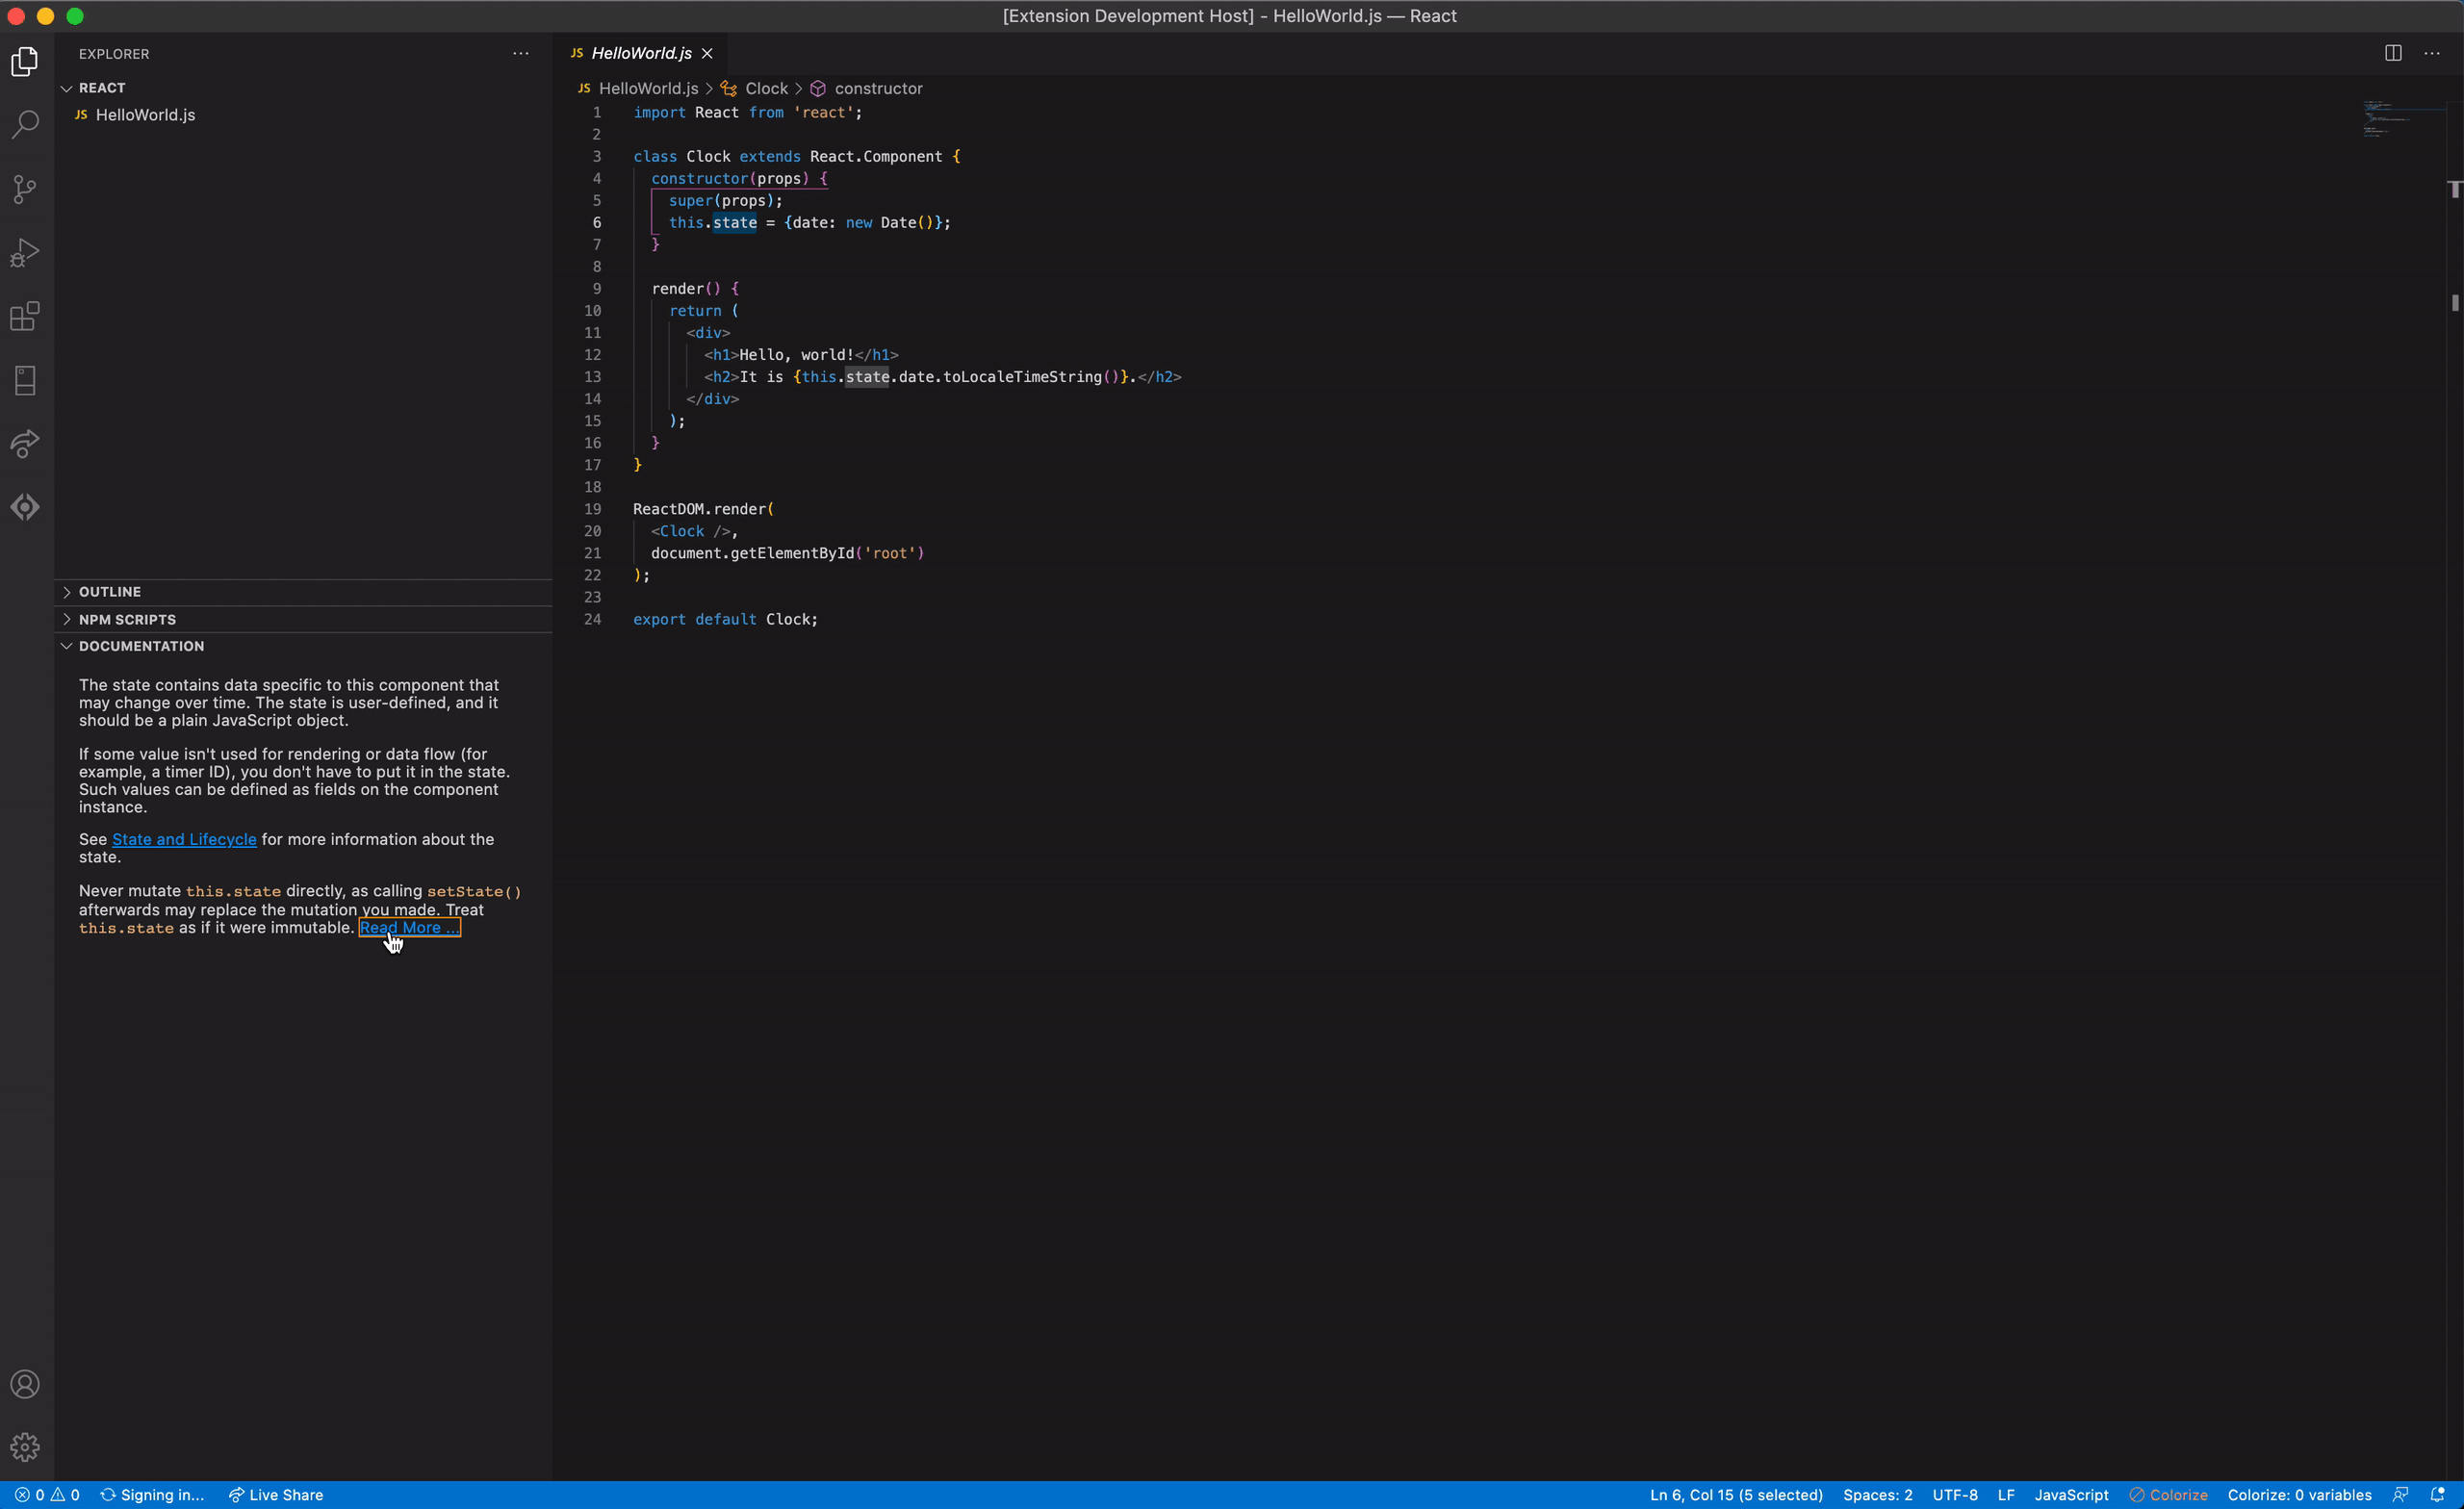 [Extension Development Host] - HelloWorld.js — React
EXPLORER
REACT
JS HelloWorld.js
OUTLINE
NPM SCRIPTS
DOCUMENTATION
The state contains data specific to this component that
may change over time. The state is user-defined, and it
should be a plain JavaScript object.
If some value isn't used for rendering or data flow (for
example, a timer ID), you don't have to put it in the state.
Such values can be defined as fields on the component
instance.
See State and Lifecycle for more information about the
state.
Never mutate this.state directly, as calling setState()
afterwards may replace the mutation you made. Treat
this.state as if it were immutable. Read More ...
JS HelloWorld.js
JS HelloWorld.js > Clock > constructor
1 import React from 'react';
2
3 class Clock extends React.Component {
4   constructor(props) {
5     super(props);
6     this.state = {date: new Date()};
7   }
8
9   render() {
10     return (
11       <div>
12         <h1>Hello, world!</h1>
13         <h2>It is {this.state.date.toLocaleTimeString()}.</h2>
14       </div>
15     );
16   }
17 }
18
19 ReactDOM.render(
20   <Clock />,
21   document.getElementById('root')
22 );
23
24 export default Clock;
0 0 Signing in... Live Share
Ln 6, Col 15 (5 selected) Spaces: 2 UTF-8 LF JavaScript Colorize Colorize: 0 variables